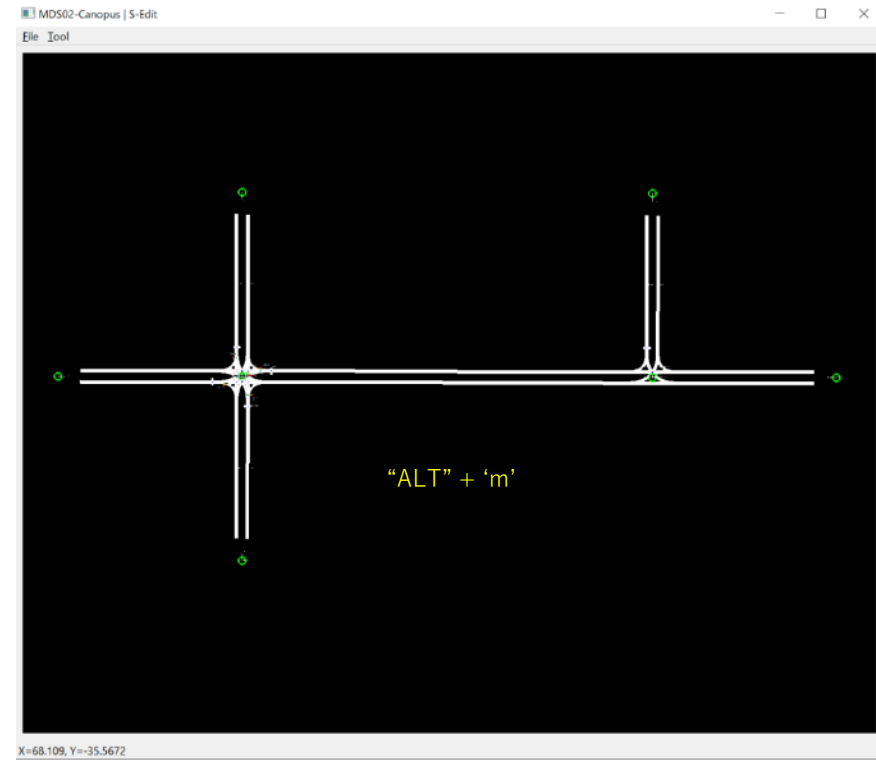 MDS02-Canopus | S-Edit
File Tool
“ALT” + ‘m’
X=68.109, Y=-35.5672